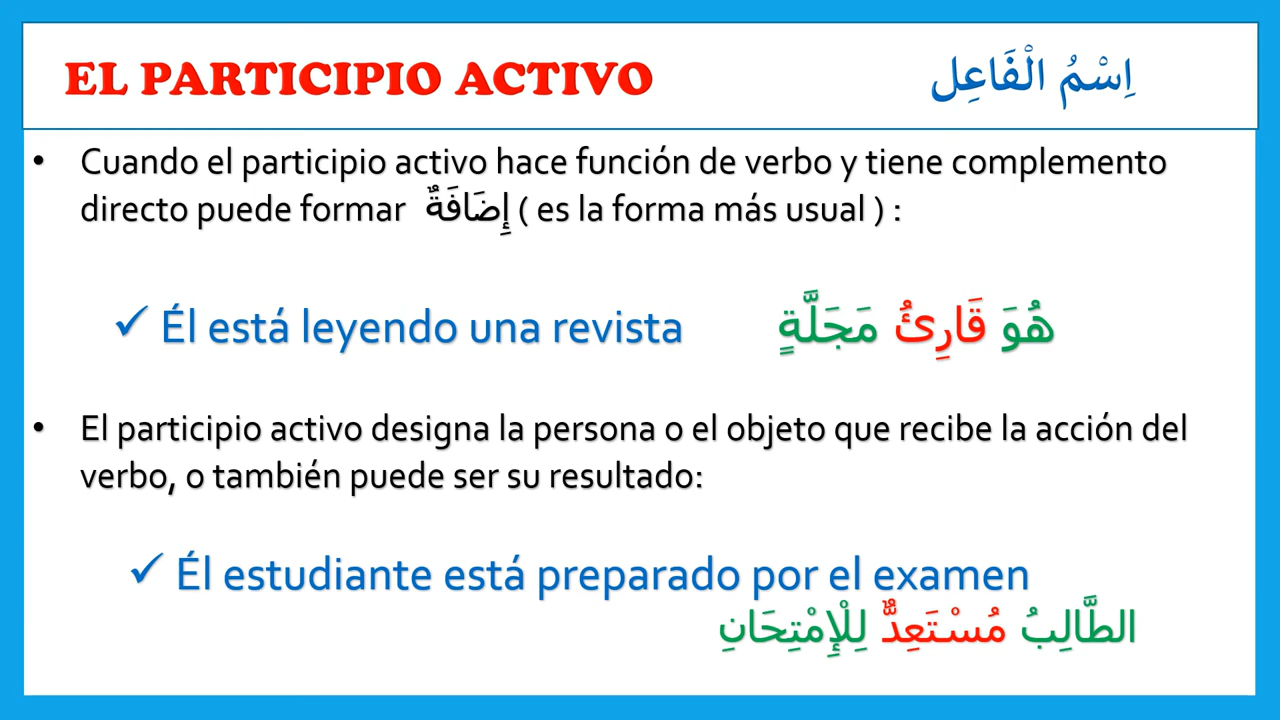 EL PARTICIPIO ACTIVO
اِسْمُ الْفَاعِل
• Cuando el participio activo hace función de verbo y tiene complemento
directo puede formar إِضَافَةٌ ( es la forma más usual ) :
✓ Él está leyendo una revista
هُوَ قَارِئُ مَجَلَّةٍ
• El participio activo designa la persona o el objeto que recibe la acción del
verbo, o también puede ser su resultado:
✓ Él estudiante está preparado por el examen
الطَّالِبُ مُسْتَعِدٌّ لِلْإِمْتِحَانِ